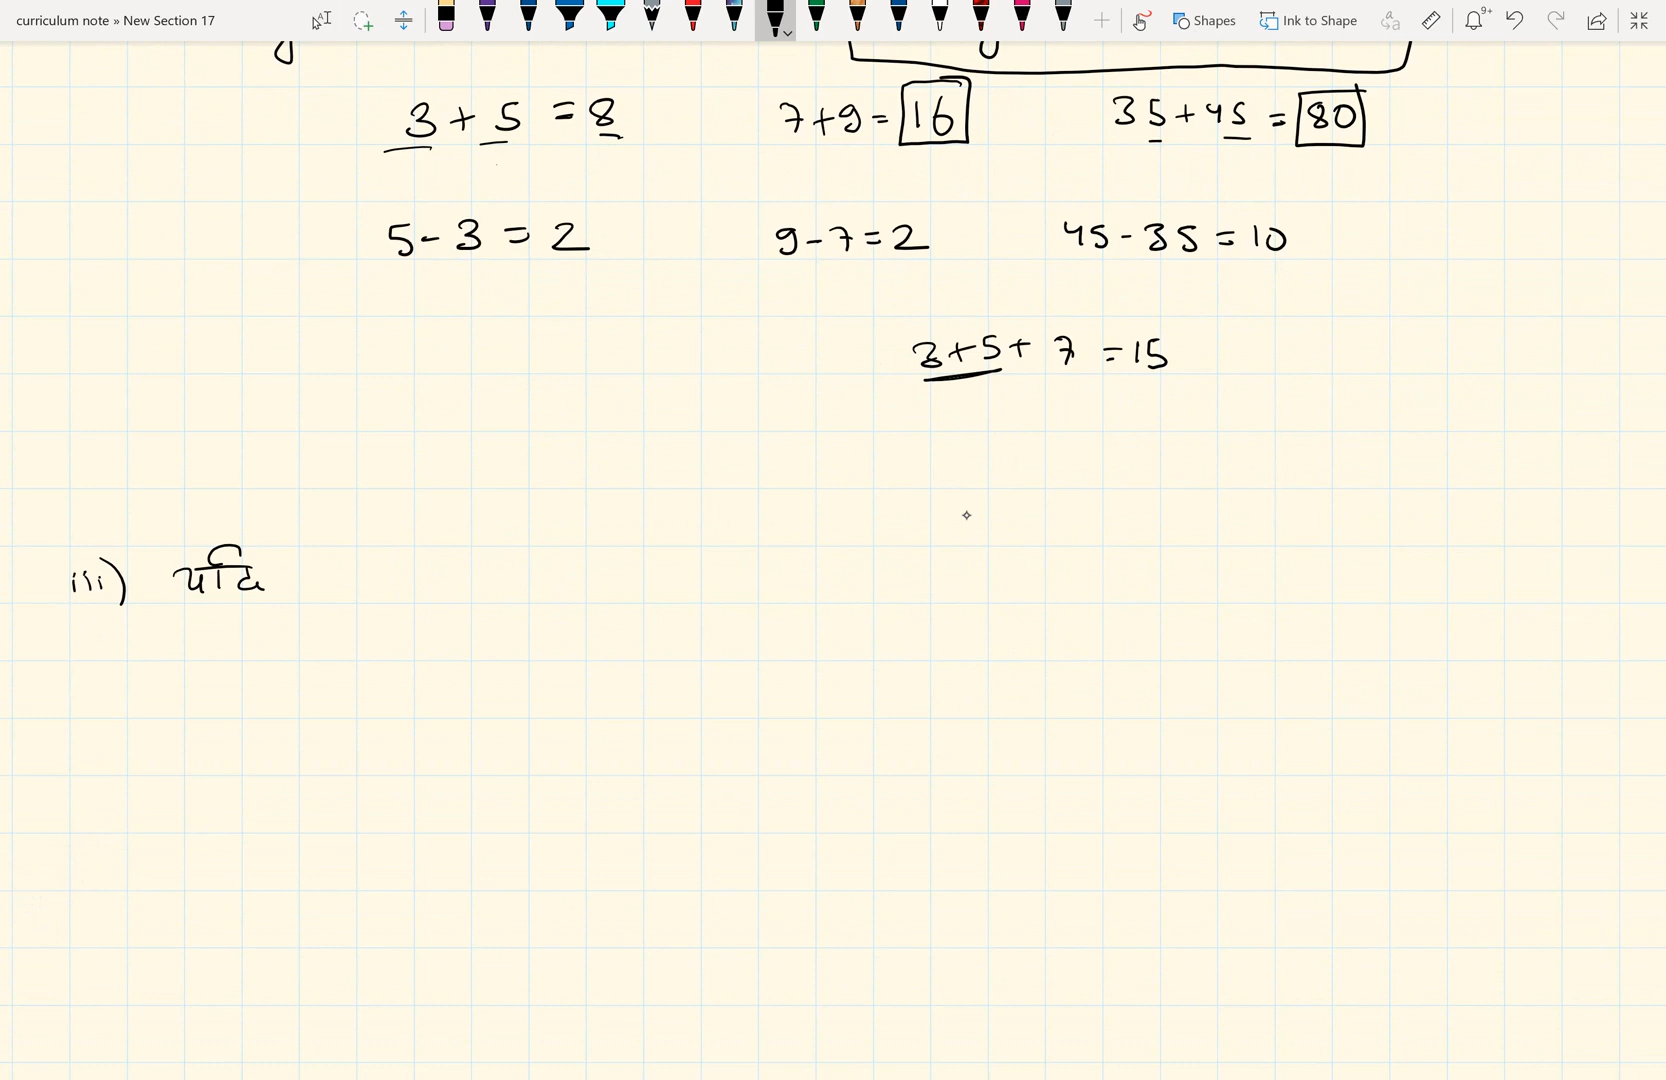 curriculum note » New Section 17 Shapes Ink to Shape 9+
3 + 5 = 8 7+9 = 16 35+45 = 80
5 - 3 = 2 9-7=2 45 - 35 = 10
3+5+ 7 = 15
iii)